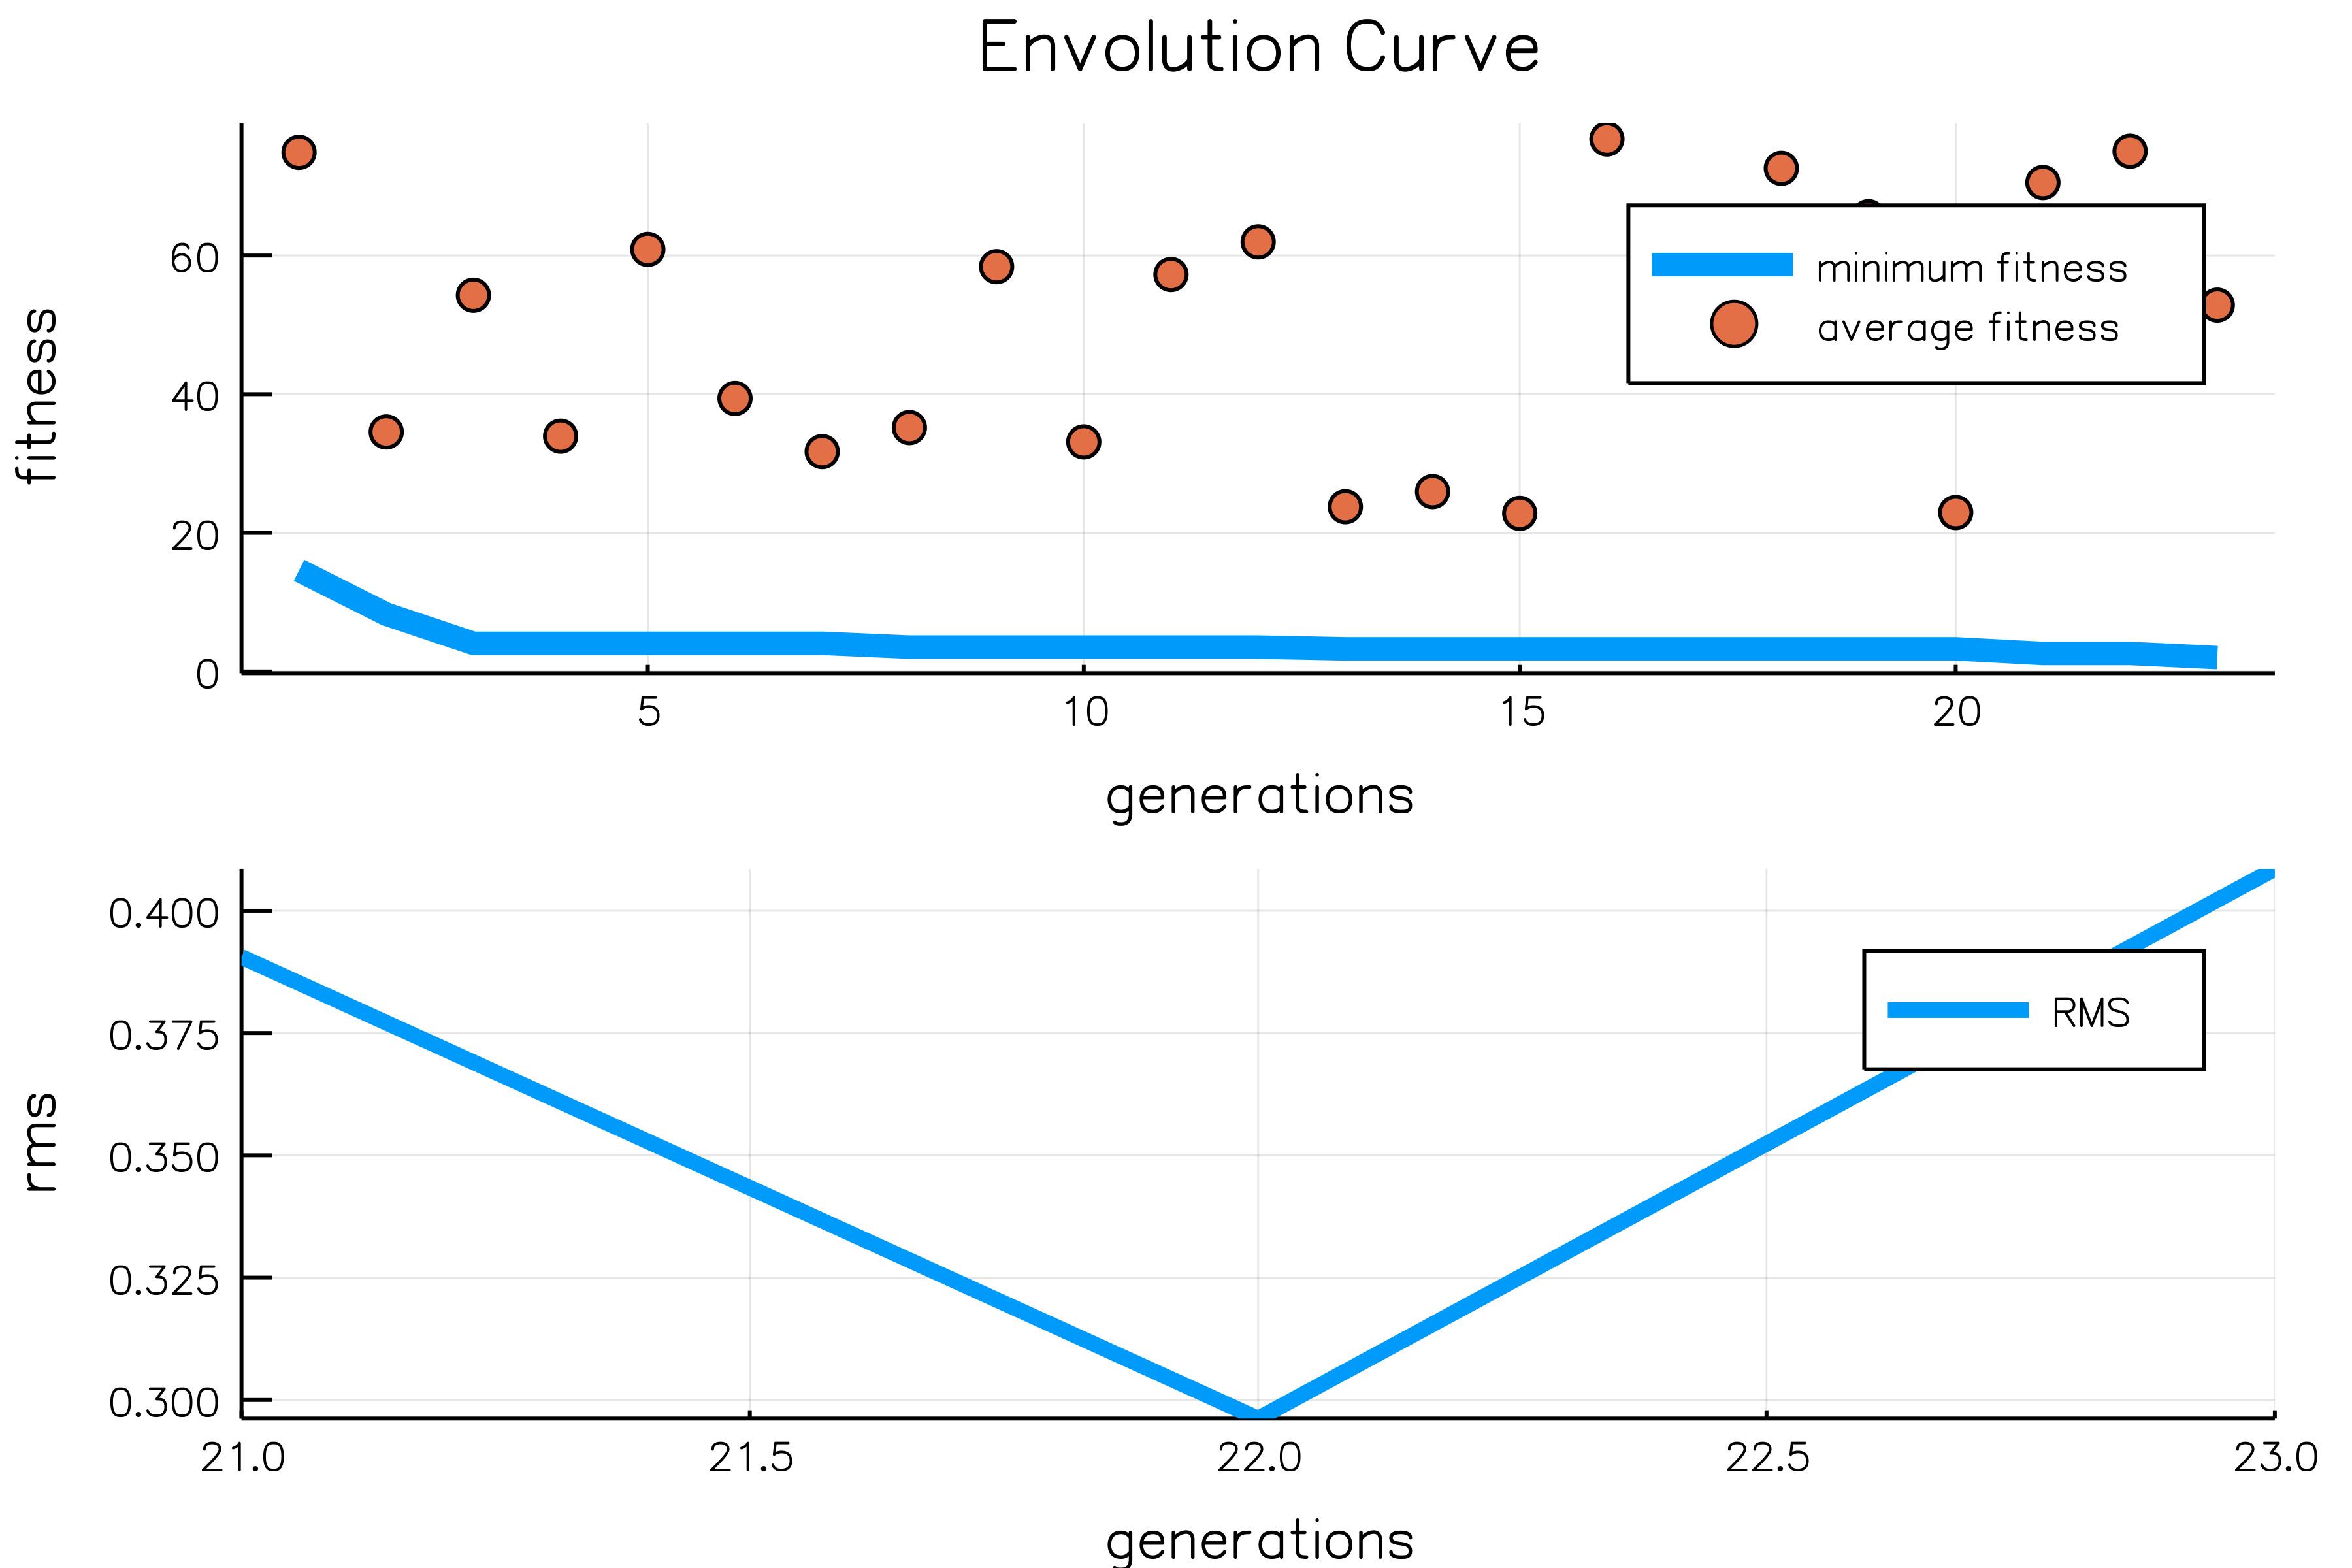 Envolution Curve
fitness
60
40
20
0
minimum fitness
average fitness
5 10 15 20
generations
rms
0.400
0.375
0.350
0.325
0.300
RMS
21.0 21.5 22.0 22.5 23.0
generations